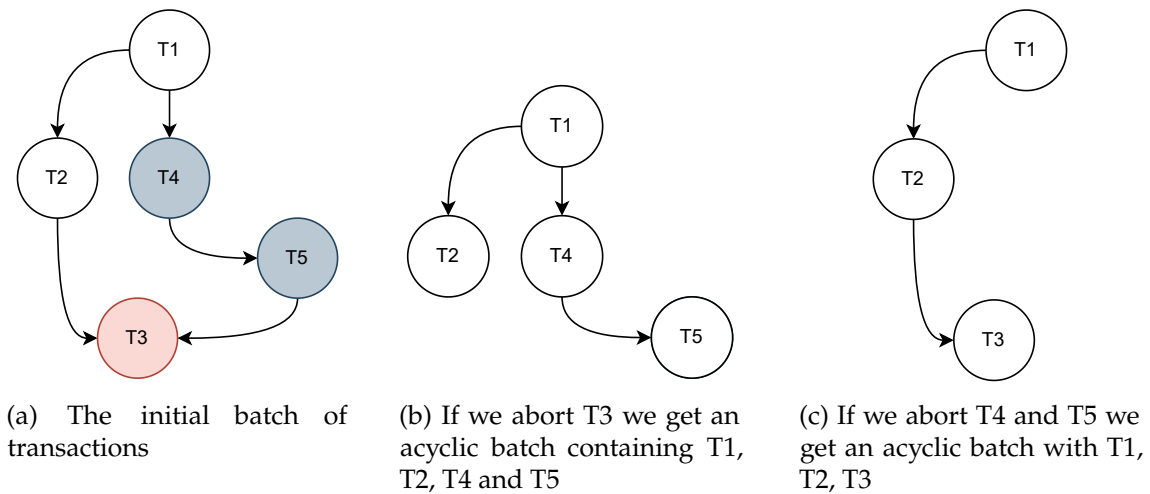 T1
T2
T4
T5
T3
(a) The initial batch of
transactions
T1
T2
T4
T5
(b) If we abort T3 we get an
acyclic batch containing T1,
T2, T4 and T5
T1
T2
T3
(c) If we abort T4 and T5 we
get an acyclic batch with T1,
T2, T3